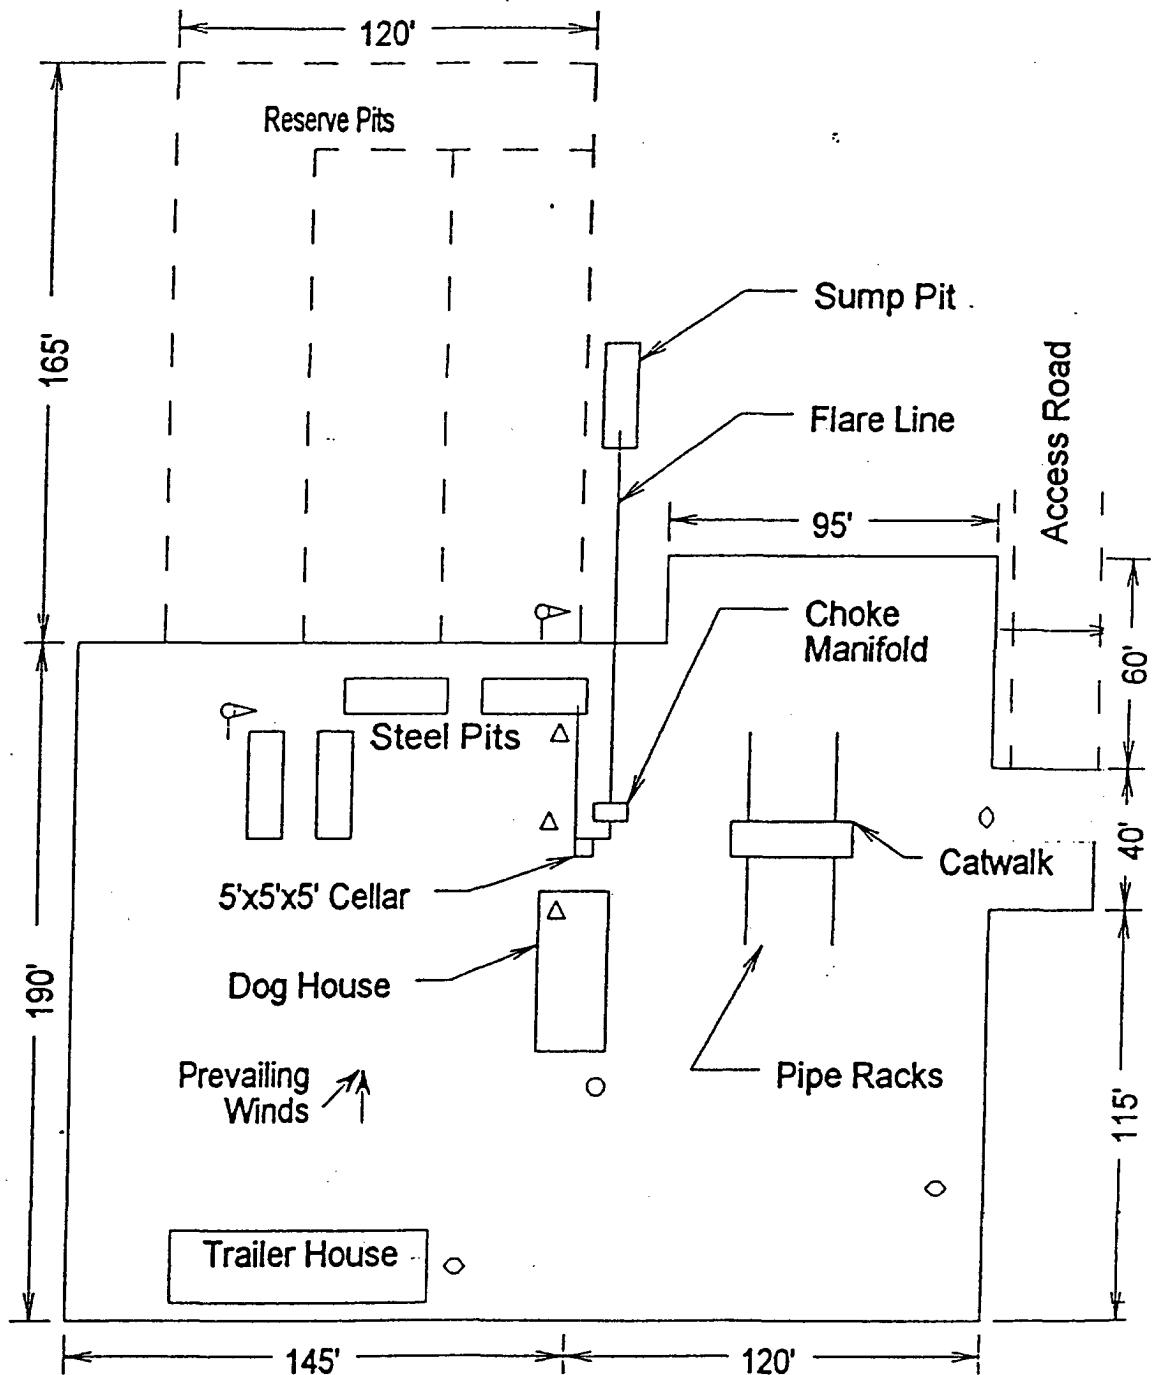 120'
Reserve Pits
Sump Pit
165'
Access Road
Flare Line
95'
Choke
Manifold
60'
Steel Pits
40'
Catwalk
5'x5'x5' Cellar
190'
Dog House
Prevailing
Winds
Pipe Racks
115'
Trailer House
145'
120'